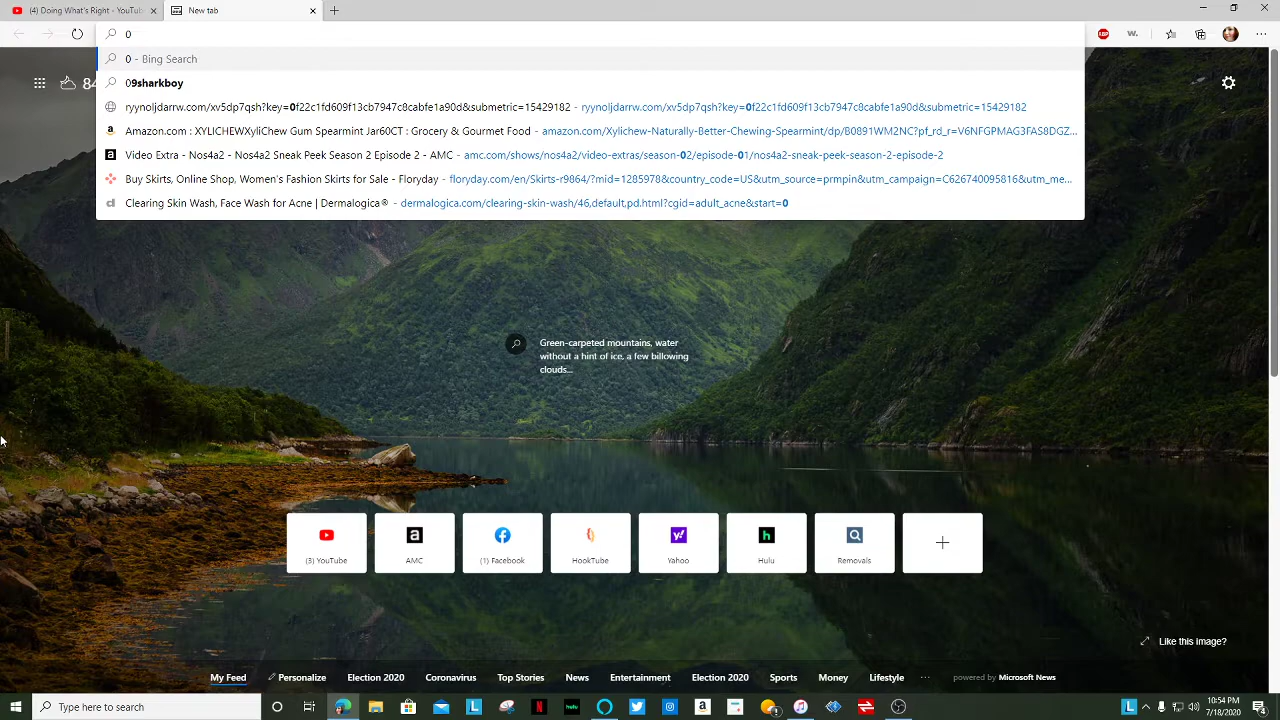 (4) Doing What's Right - YouTub
New tab
0
ABP
w.
0 - Bing Search
09sharkboy
ryynoljdarrw.com/xv5dp7qsh?key=0f22c1fd609f13cb7947c8cabfe1a90d&submetric=15429182 - ryynoljdarrw.com/xv5dp7qsh?key=0f22c1fd609f13cb7947c8cabfe1a90d&submetric=15429182
Amazon.com : XYLICHEWXyliChew Gum Spearmint Jar60CT : Grocery & Gourmet Food - amazon.com/Xylichew-Naturally-Better-Chewing-Spearmint/dp/B0891WM2NC?pf_rd_r=V6NFGPMAG3FAS8DGZ...
Video Extra - Nos4a2 - Nos4a2 Sneak Peek Season 2 Episode 2 - AMC - amc.com/shows/nos4a2/video-extras/season-02/episode-01/nos4a2-sneak-peek-season-2-episode-2
Buy Skirts, Online Shop, Women's Fashion Skirts for Sale - Floryday - floryday.com/en/Skirts-r9864/?mid=1285978&country_code=US&utm_source=prmpin&utm_campaign=C626740095816&utm_me...
Clearing Skin Wash, Face Wash for Acne | Dermalogica® - dermalogica.com/clearing-skin-wash/46,default,pd.html?cgid=adult_acne&start=0
84
Green-carpeted mountains, water
without a hint of ice, a few billowing
clouds...
(3) YouTube
AMC
(1) Facebook
HookTube
Yahoo
Hulu
Removals
Like this image?
My Feed
Personalize
Election 2020
Coronavirus
Top Stories
News
Entertainment
Election 2020
Sports
Money
Lifestyle
...
powered by Microsoft News
Type here to search
10:54 PM
7/18/2020